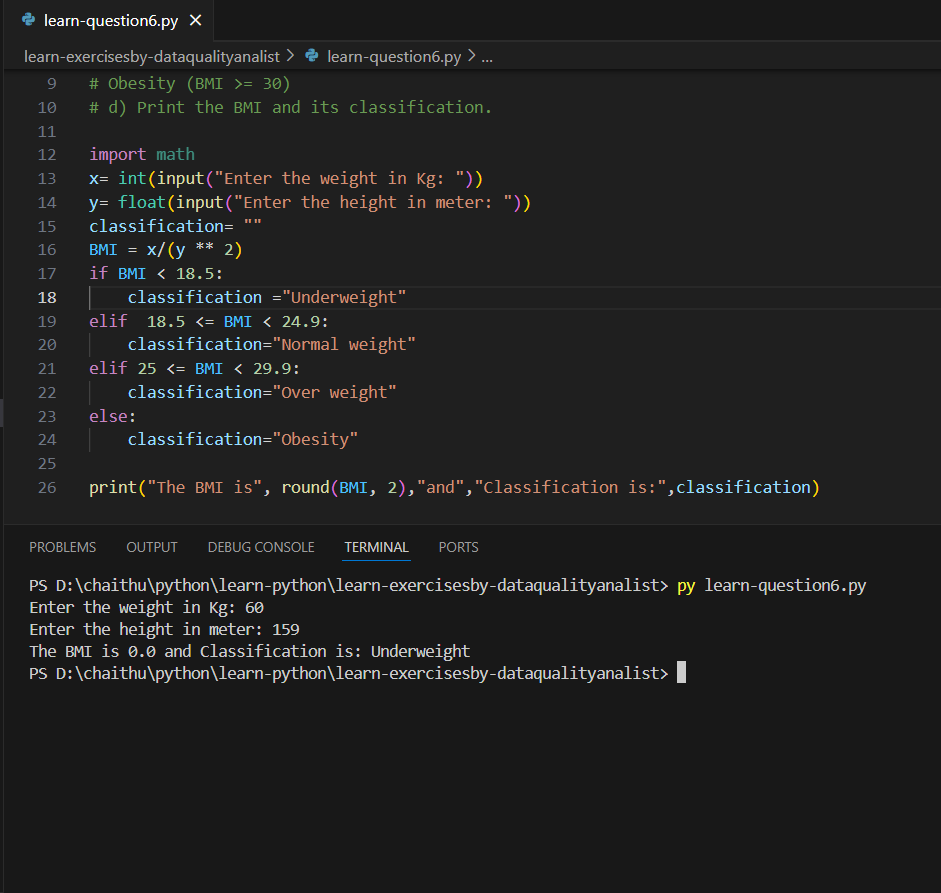 learn-question6.py ×
learn-exercisesby-dataqualityanalist > learn-question6.py > ...
9 # Obesity (BMI >= 30)
10 # d) Print the BMI and its classification.
11
12 import math
13 x= int(input("Enter the weight in Kg: "))
14 y= float(input("Enter the height in meter: "))
15 classification= ""
16 BMI = x/(y ** 2)
17 if BMI < 18.5:
18     classification ="Underweight"
19 elif  18.5 <= BMI < 24.9:
20     classification="Normal weight"
21 elif 25 <= BMI < 29.9:
22     classification="Over weight"
23 else:
24     classification="Obesity"
25
26 print("The BMI is", round(BMI, 2),"and","Classification is:",classification)
PROBLEMS OUTPUT DEBUG CONSOLE TERMINAL PORTS
PS D:\chaithu\python\learn-python\learn-exercisesby-dataqualityanalist> py learn-question6.py
Enter the weight in Kg: 60
Enter the height in meter: 159
The BMI is 0.0 and Classification is: Underweight
PS D:\chaithu\python\learn-python\learn-exercisesby-dataqualityanalist>